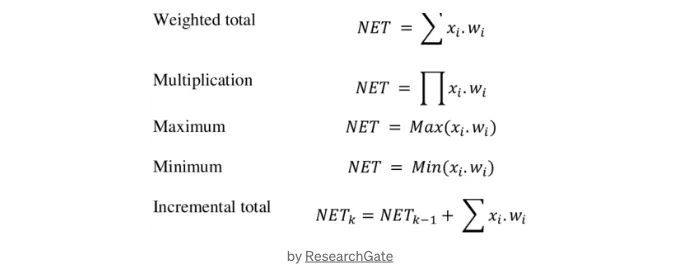 Weighted total NET = ∑ xᵢ.wᵢ
Multiplication NET = ∏ xᵢ.wᵢ
Maximum NET = Max(xᵢ.wᵢ)
Minimum NET = Min(xᵢ.wᵢ)
Incremental total NETₖ = NETₖ₋₁ + ∑ xᵢ.wᵢ
by ResearchGate